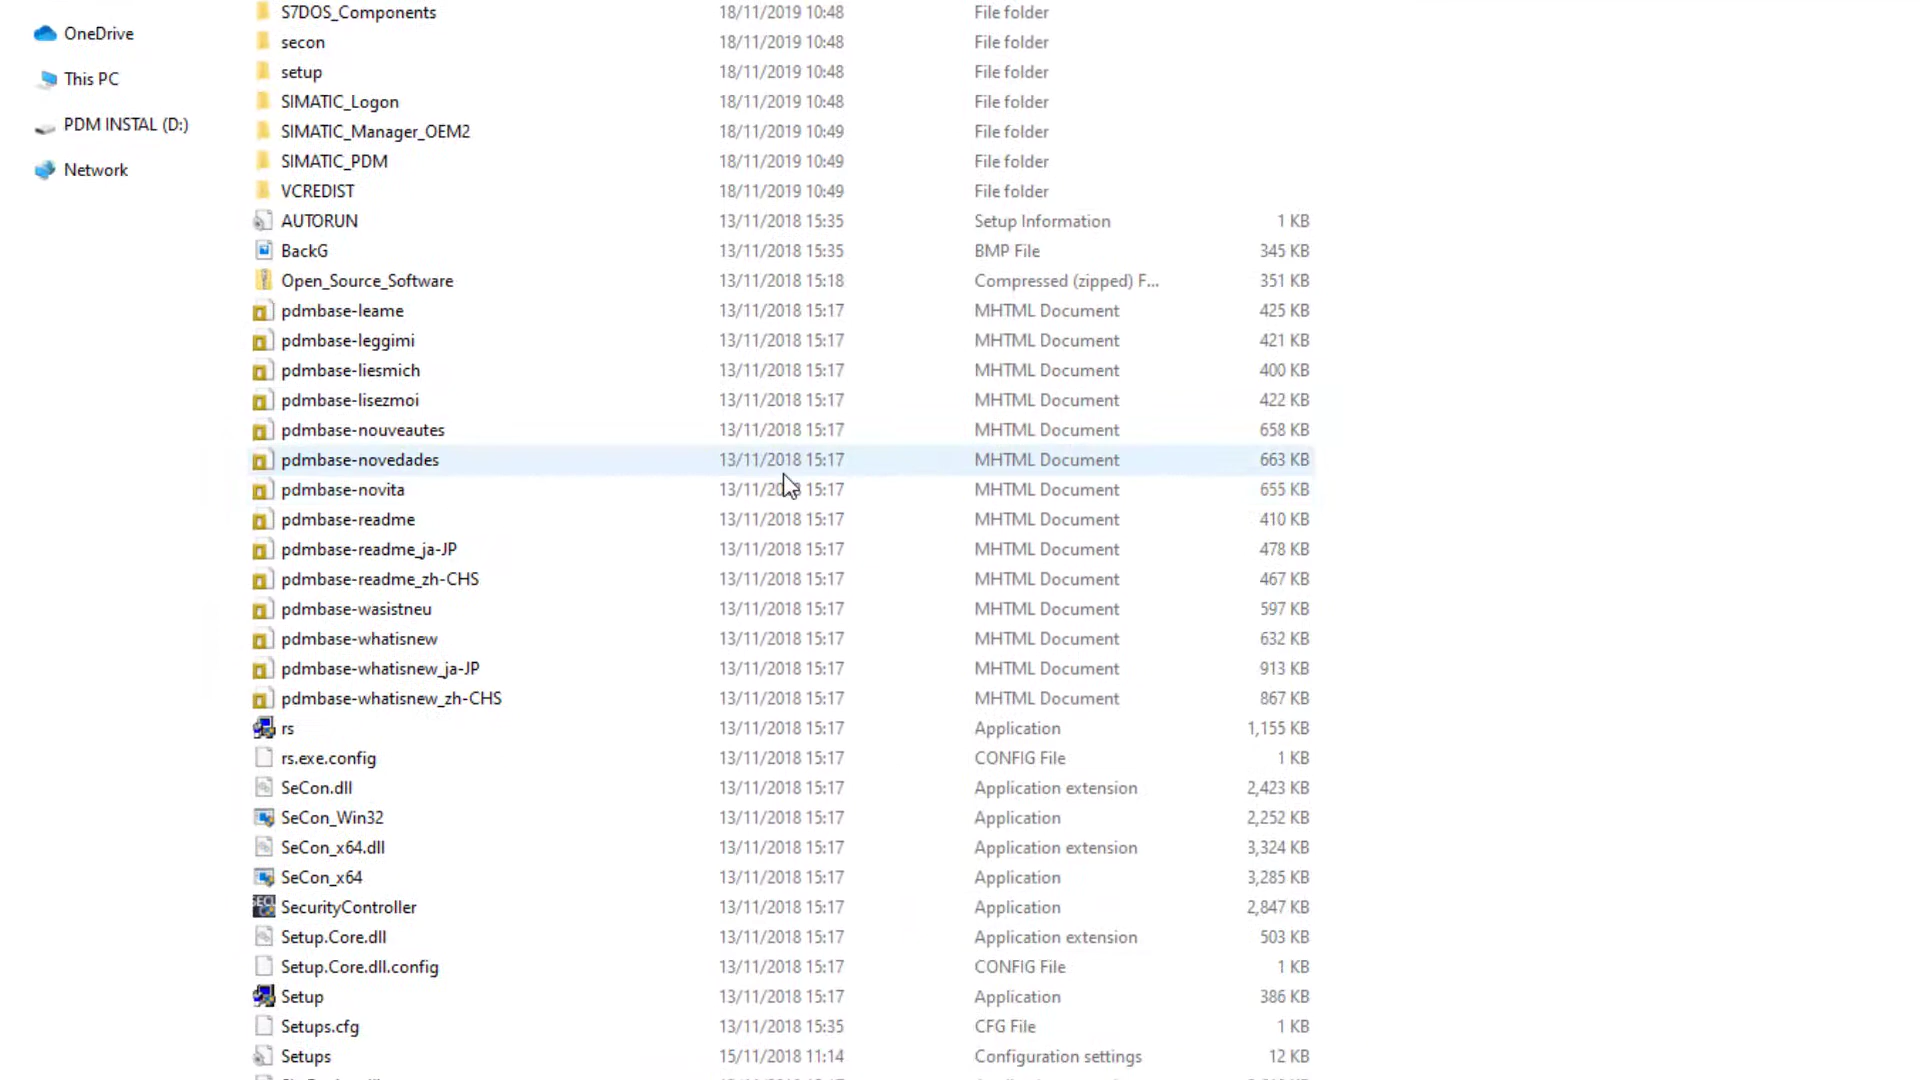 OneDrive
This PC
PDM INSTAL (D:)
Network
S7DOS_Components 18/11/2019 10:48 File folder
secon 18/11/2019 10:48 File folder
setup 18/11/2019 10:48 File folder
SIMATIC_Logon 18/11/2019 10:48 File folder
SIMATIC_Manager_OEM2 18/11/2019 10:49 File folder
SIMATIC_PDM 18/11/2019 10:49 File folder
VCREDIST 18/11/2019 10:49 File folder
AUTORUN 13/11/2018 15:35 Setup Information 1 KB
BackG 13/11/2018 15:35 BMP File 345 KB
Open_Source_Software 13/11/2018 15:18 Compressed (zipped) F... 351 KB
pdmbase-leame 13/11/2018 15:17 MHTML Document 425 KB
pdmbase-leggimi 13/11/2018 15:17 MHTML Document 421 KB
pdmbase-liesmich 13/11/2018 15:17 MHTML Document 400 KB
pdmbase-lisezmoi 13/11/2018 15:17 MHTML Document 422 KB
pdmbase-nouveautes 13/11/2018 15:17 MHTML Document 658 KB
pdmbase-novedades 13/11/2018 15:17 MHTML Document 663 KB
pdmbase-novita 13/11/2018 15:17 MHTML Document 655 KB
pdmbase-readme 13/11/2018 15:17 MHTML Document 410 KB
pdmbase-readme_ja-JP 13/11/2018 15:17 MHTML Document 478 KB
pdmbase-readme_zh-CHS 13/11/2018 15:17 MHTML Document 467 KB
pdmbase-wasistneu 13/11/2018 15:17 MHTML Document 597 KB
pdmbase-whatisnew 13/11/2018 15:17 MHTML Document 632 KB
pdmbase-whatisnew_ja-JP 13/11/2018 15:17 MHTML Document 913 KB
pdmbase-whatisnew_zh-CHS 13/11/2018 15:17 MHTML Document 867 KB
rs 13/11/2018 15:17 Application 1,155 KB
rs.exe.config 13/11/2018 15:17 CONFIG File 1 KB
SeCon.dll 13/11/2018 15:17 Application extension 2,423 KB
SeCon_Win32 13/11/2018 15:17 Application 2,252 KB
SeCon_x64.dll 13/11/2018 15:17 Application extension 3,324 KB
SeCon_x64 13/11/2018 15:17 Application 3,285 KB
SecurityController 13/11/2018 15:17 Application 2,847 KB
Setup.Core.dll 13/11/2018 15:17 Application extension 503 KB
Setup.Core.dll.config 13/11/2018 15:17 CONFIG File 1 KB
Setup 13/11/2018 15:17 Application 386 KB
Setups.cfg 13/11/2018 15:35 CFG File 1 KB
Setups 15/11/2018 11:14 Configuration settings 12 KB